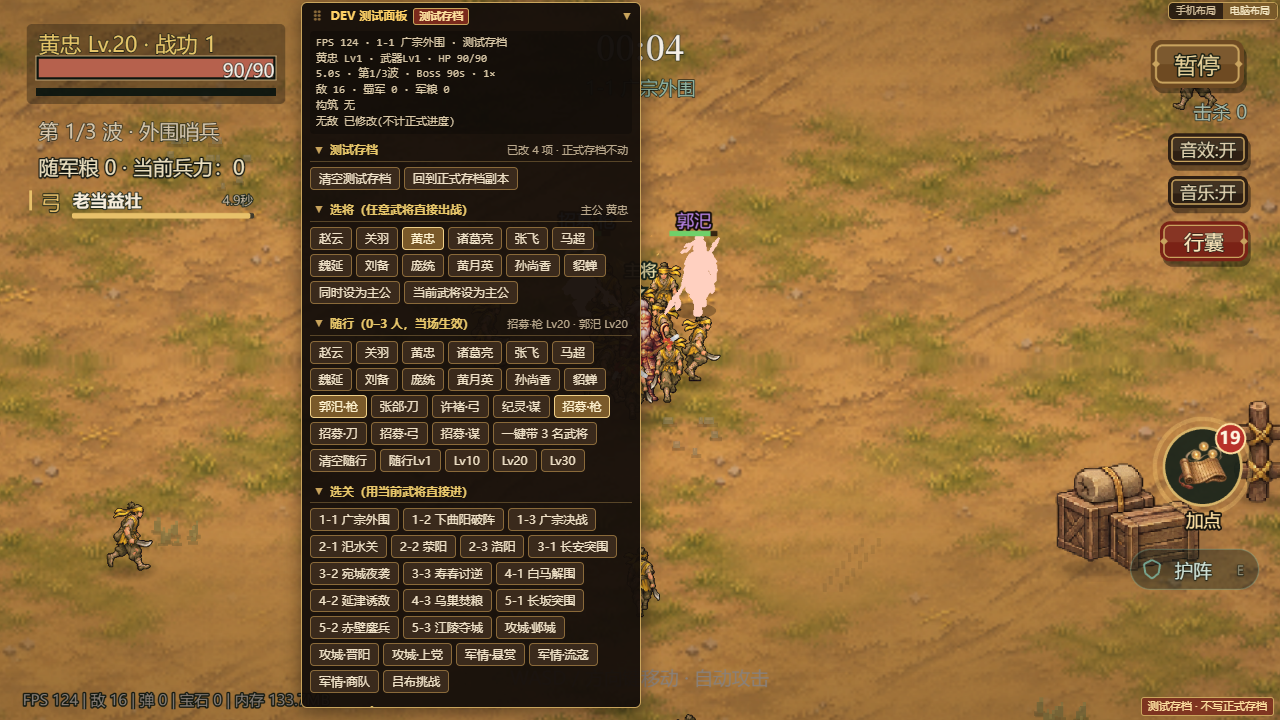 黄忠 Lv.20 · 战功 1
90/90
第 1/3 波 · 外围哨兵
随军粮 0 · 当前兵力： 0
弓 老当益壮 4.9秒
DEV 测试面板 测试存档 ▼
FPS 124 · 1-1 广宗外围 · 测试存档
黄忠 Lv1 · 武器Lv1 · HP 90/90
5.0s · 第1/3波 · Boss 90s · 1×
敌 16 · 蜀军 0 · 军粮 0
构筑 无
无敌 已修改(不计正式进度)
▼ 测试存档 已改 4 项 · 正式存档不动
清空测试存档 回到正式存档副本
▼ 选将（任意武将直接出战） 主公 黄忠
赵云 关羽 黄忠 诸葛亮 张飞 马超
魏延 刘备 庞统 黄月英 孙尚香 貂蝉
同时设为主公 当前武将设为主公
▼ 随行（0–3 人，当场生效） 招募·枪 Lv20 · 郭汜 Lv20
赵云 关羽 黄忠 诸葛亮 张飞 马超
魏延 刘备 庞统 黄月英 孙尚香 貂蝉
郭汜·枪 张郃·刀 许褚·弓 纪灵·谋 招募·枪
招募·刀 招募·弓 招募·谋 一键带 3 名武将
清空随行 随行Lv1 Lv10 Lv20 Lv30
▼ 选关（用当前武将直接进）
1-1 广宗外围 1-2 下曲阳破阵 1-3 广宗决战
2-1 汜水关 2-2 荥阳 2-3 洛阳 3-1 长安突围
3-2 宛城夜袭 3-3 寿春讨逆 4-1 白马解围
4-2 延津诱敌 4-3 乌巢焚粮 5-1 长坂突围
5-2 赤壁鏖兵 5-3 江陵夺城 攻城·邺城
攻城·晋阳 攻城·上党 军情·悬赏 军情·流寇
军情·商队 吕布挑战
:04
宗外围
郭汜
将
手机布局 电脑布局
暂停
击杀 0
音效:开
音乐:开
行囊
19
加点
护阵 E
自动攻击
FPS 124 | 敌 16 | 弹 0 | 宝石 0 | 内存 133.
测试存档 · 不写正式存档